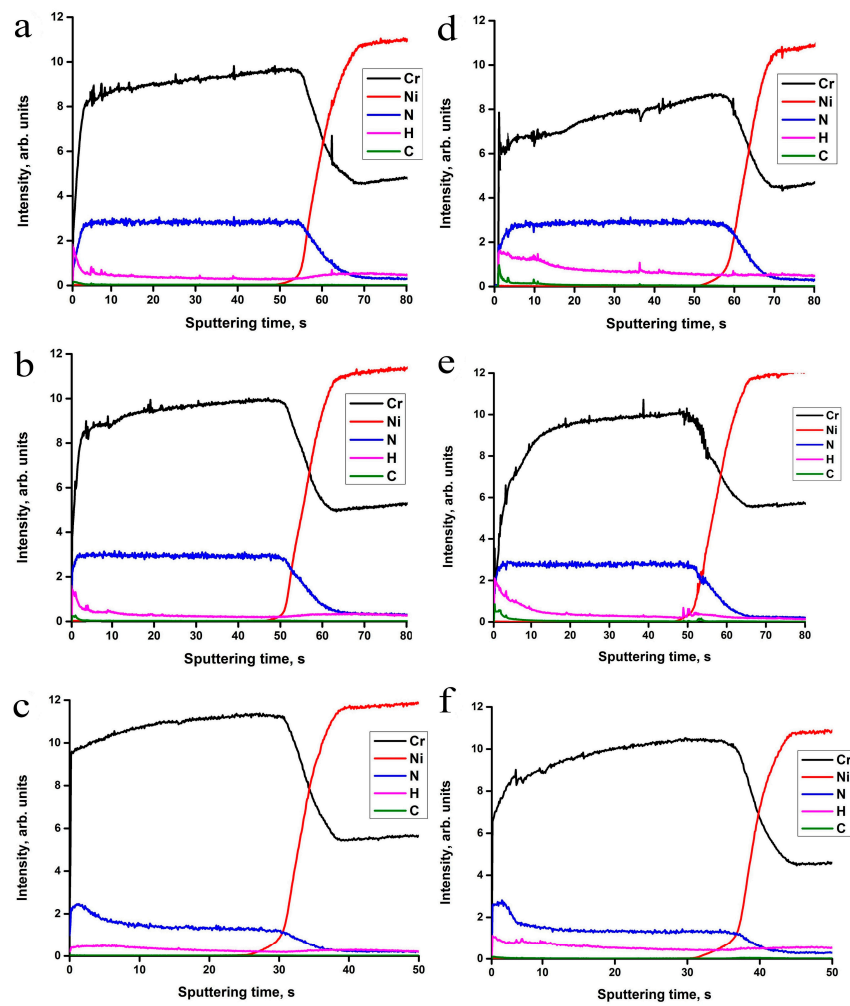 a
12
10
8
6
4
2
0
Intensity, arb. units
0 10 20 30 40 50 60 70 80
Sputtering time, s
Cr
Ni
N
H
C
d
12
10
8
6
4
2
0
Intensity, arb. units
10 20 30 40 50 60 70 80
Sputtering time, s
Cr
Ni
N
H
C
b
12
10
8
6
4
2
0
Intensity, arb. units
0 10 20 30 40 50 60 70 80
Sputtering time, s
Cr
Ni
N
H
C
e
12
10
8
6
4
2
0
Intensity, arb. units
0 10 20 30 40 50 60 70 80
Sputtering time, s
Cr
Ni
N
H
C
c
12
10
8
6
4
2
0
Intensity, arb. units
0 10 20 30 40 50
Sputtering time, s
Cr
Ni
N
H
C
f
12
10
8
6
4
2
0
Intensity, arb. units
0 10 20 30 40 50
Sputtering time, s
Cr
Ni
N
H
C